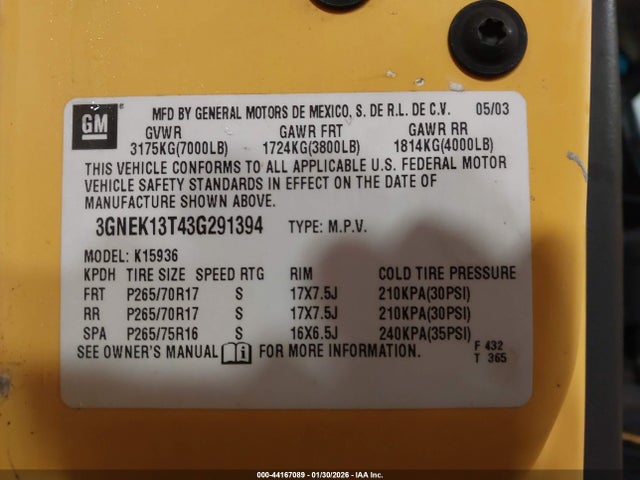 GM
MFD BY GENERAL MOTORS DE MEXICO, S. DE R.L. DE C.V. 05/03
GVWR GAWR FRT GAWR RR
3175KG(7000LB) 1724KG(3800LB) 1814KG(4000LB)
THIS VEHICLE CONFORMS TO ALL APPLICABLE U.S. FEDERAL MOTOR
VEHICLE SAFETY STANDARDS IN EFFECT ON THE DATE OF
MANUFACTURE SHOWN ABOVE.
3GNEK13T43G291394 TYPE: M.P.V.
MODEL: K15936
KPDH TIRE SIZE SPEED RTG RIM COLD TIRE PRESSURE
FRT P265/70R17 S 17X7.5J 210KPA(30PSI)
RR P265/70R17 S 17X7.5J 210KPA(30PSI)
SPA P265/75R16 S 16X6.5J 240KPA(35PSI)
SEE OWNER'S MANUAL i FOR MORE INFORMATION.
F 432
T 365
000-44167089 - 01/30/2026 - IAA Inc.